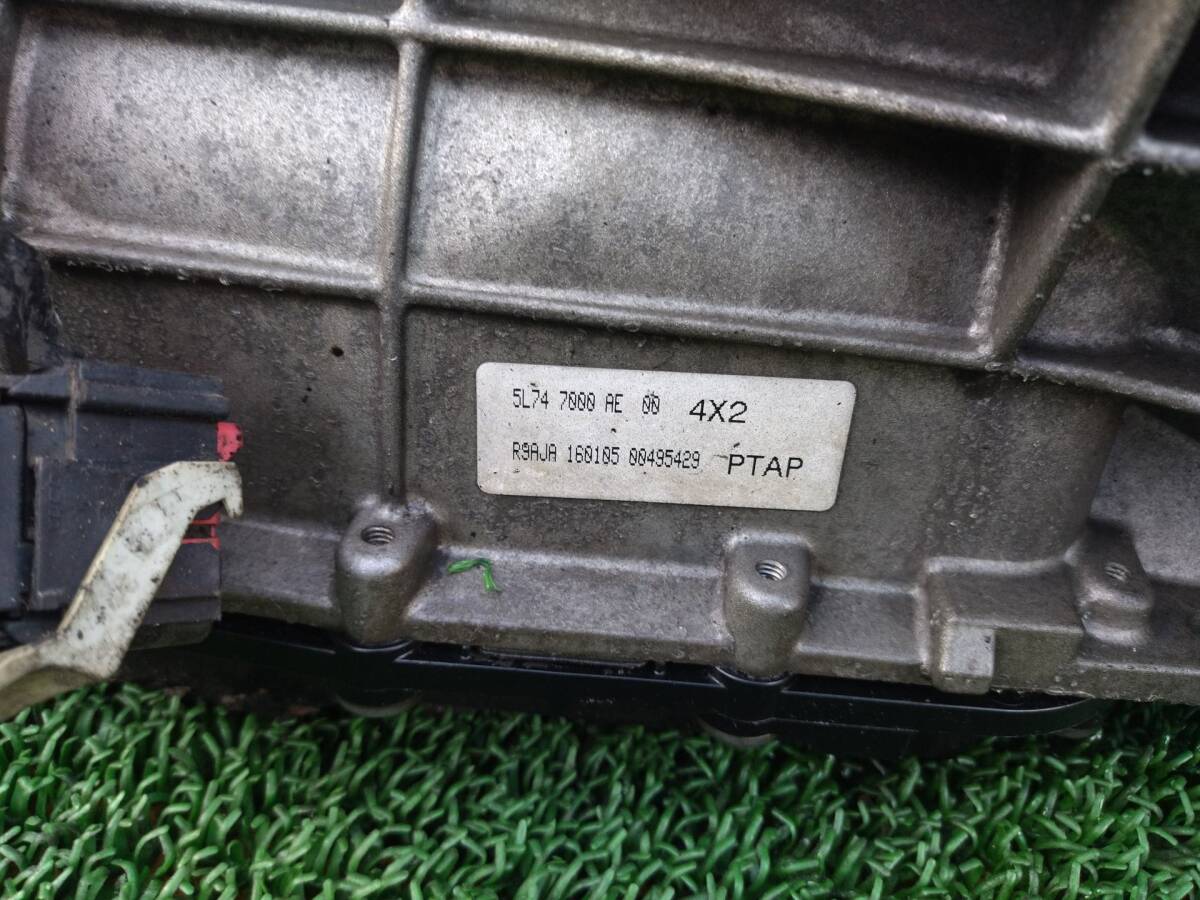 5L74 7000 AE 00 4X2
R9AJA 160105 00495429 PTAP